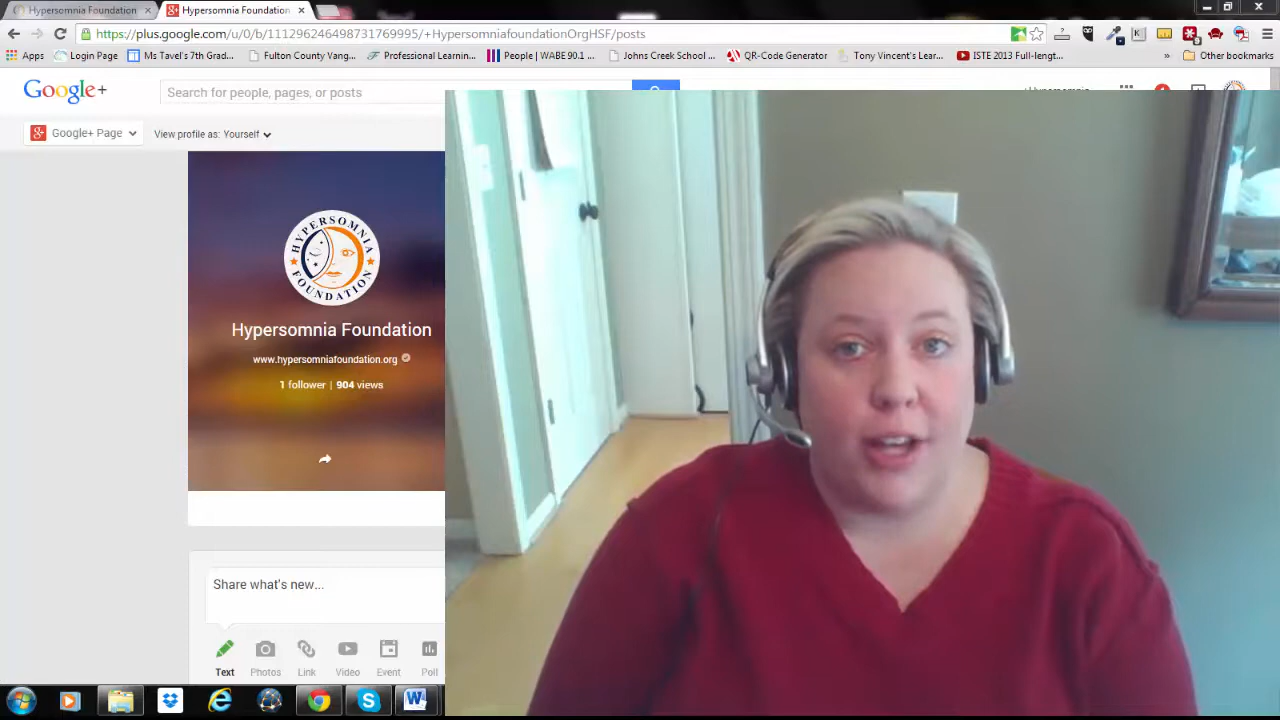 Hypersomnia Foundation
Hypersomnia Foundation
https://plus.google.com/u/0/b/111296246498731769995/+HypersomniafoundationOrgHSF/posts
Apps Login Page Ms Tavel's 7th Grad... Fulton County Vang... Professional Learnin... People | WABE 90.1 ... Johns Creek School ... QR-Code Generator Tony Vincent's Lear... ISTE 2013 Full-lengt... » Other bookmarks
Google+ Search for people, pages, or posts
Google+ Page View profile as: Yourself
HYPERSOMNIA
FOUNDATION
Hypersomnia Foundation
www.hypersomniafoundation.org
1 follower | 904 views
Share what's new...
Text Photos Link Video Event Poll